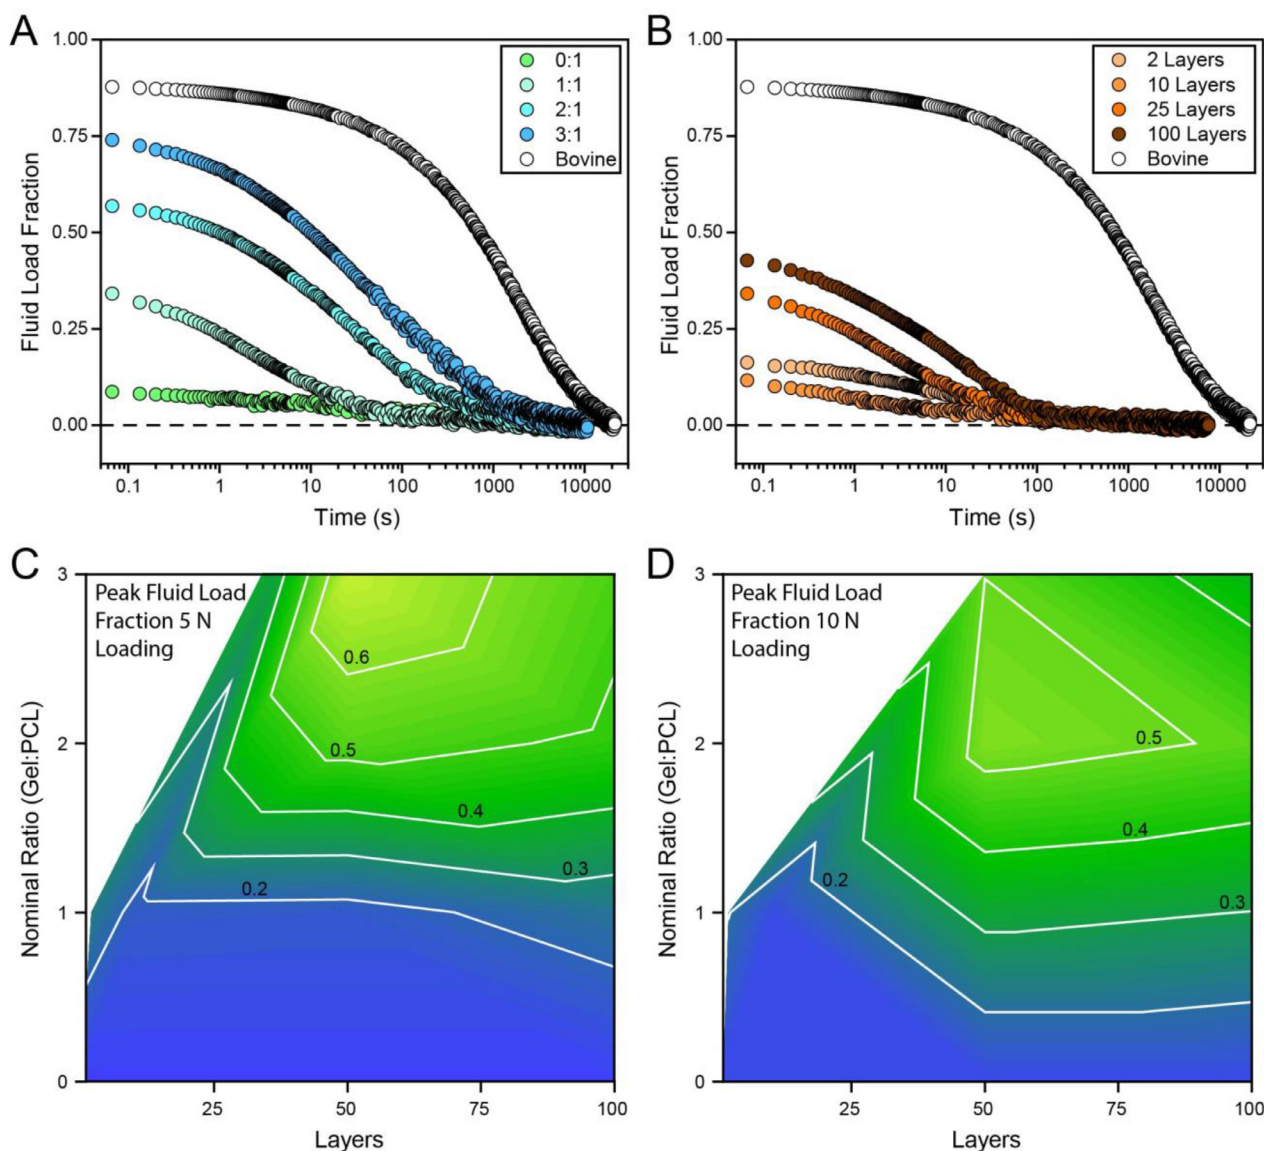 A
1.00
0.75
0.50
0.25
0.00
Fluid Load Fraction
0:1
1:1
2:1
3:1
Bovine
0.1
1
10
100
1000
10000
Time (s)
B
1.00
0.75
0.50
0.25
0.00
Fluid Load Fraction
2 Layers
10 Layers
25 Layers
100 Layers
Bovine
0.1
1
10
100
1000
10000
Time (s)
C
3
2
1
0
Nominal Ratio (Gel:PCL)
Peak Fluid Load
Fraction 5 N
Loading
0.6
0.5
0.4
0.3
0.2
25
50
75
100
Layers
D
3
2
1
0
Nominal Ratio (Gel:PCL)
Peak Fluid Load
Fraction 10 N
Loading
0.5
0.4
0.3
0.2
25
50
75
100
Layers